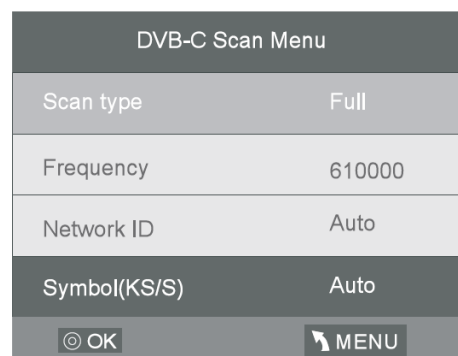 DVB-C Scan Menu
Scan type Full
Frequency 610000
Network ID Auto
Symbol(KS/S) Auto
OK MENU